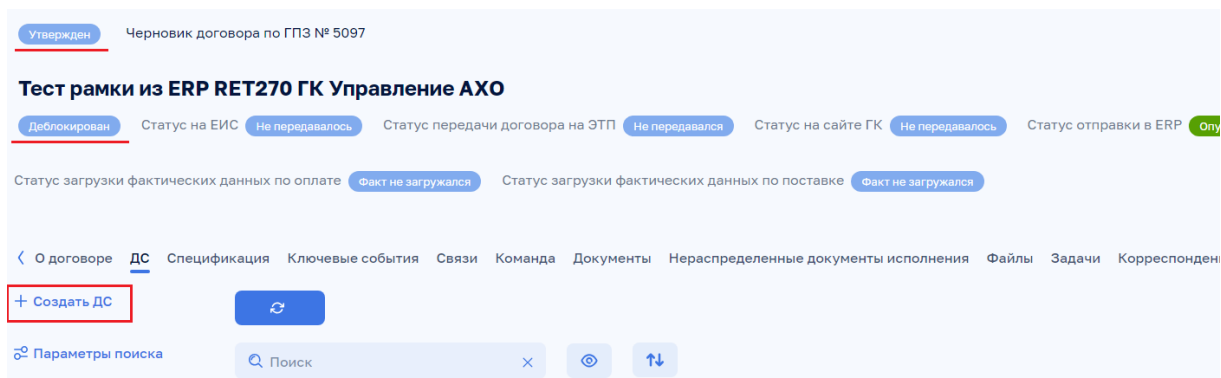 Утвержден Черновик договора по ГПЗ № 5097
Тест рамки из ERP RET270 ГК Управление АХО
Деблокирован Статус на ЕИС Не передавалось Статус передачи договора на ЭТП Не передавался Статус на сайте ГК Не передавалось Статус отправки в ERP Опу
Статус загрузки фактических данных по оплате Факт не загружался Статус загрузки фактических данных по поставке Факт не загружался
О договоре ДС Спецификация Ключевые события Связи Команда Документы Нераспределенные документы исполнения Файлы Задачи Корреспонден
+ Создать ДС
Параметры поиска Поиск